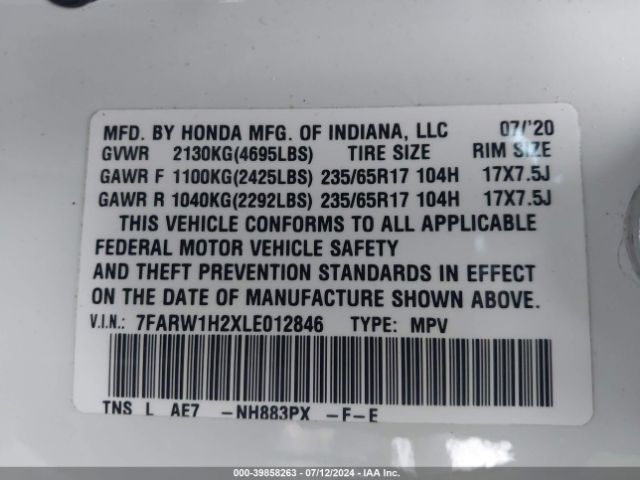 MFD. BY HONDA MFG. OF INDIANA, LLC 07/'20
GVWR 2130KG(4695LBS) TIRE SIZE RIM SIZE
GAWR F 1100KG(2425LBS) 235/65R17 104H 17X7.5J
GAWR R 1040KG(2292LBS) 235/65R17 104H 17X7.5J
THIS VEHICLE CONFORMS TO ALL APPLICABLE
FEDERAL MOTOR VEHICLE SAFETY
AND THEFT PREVENTION STANDARDS IN EFFECT
ON THE DATE OF MANUFACTURE SHOWN ABOVE.
V.I.N.: 7FARW1H2XLE012846 TYPE: MPV
TNS L AE7 -NH883PX -F-E
000-39858263 - 07/12/2024 - IAAI.COM